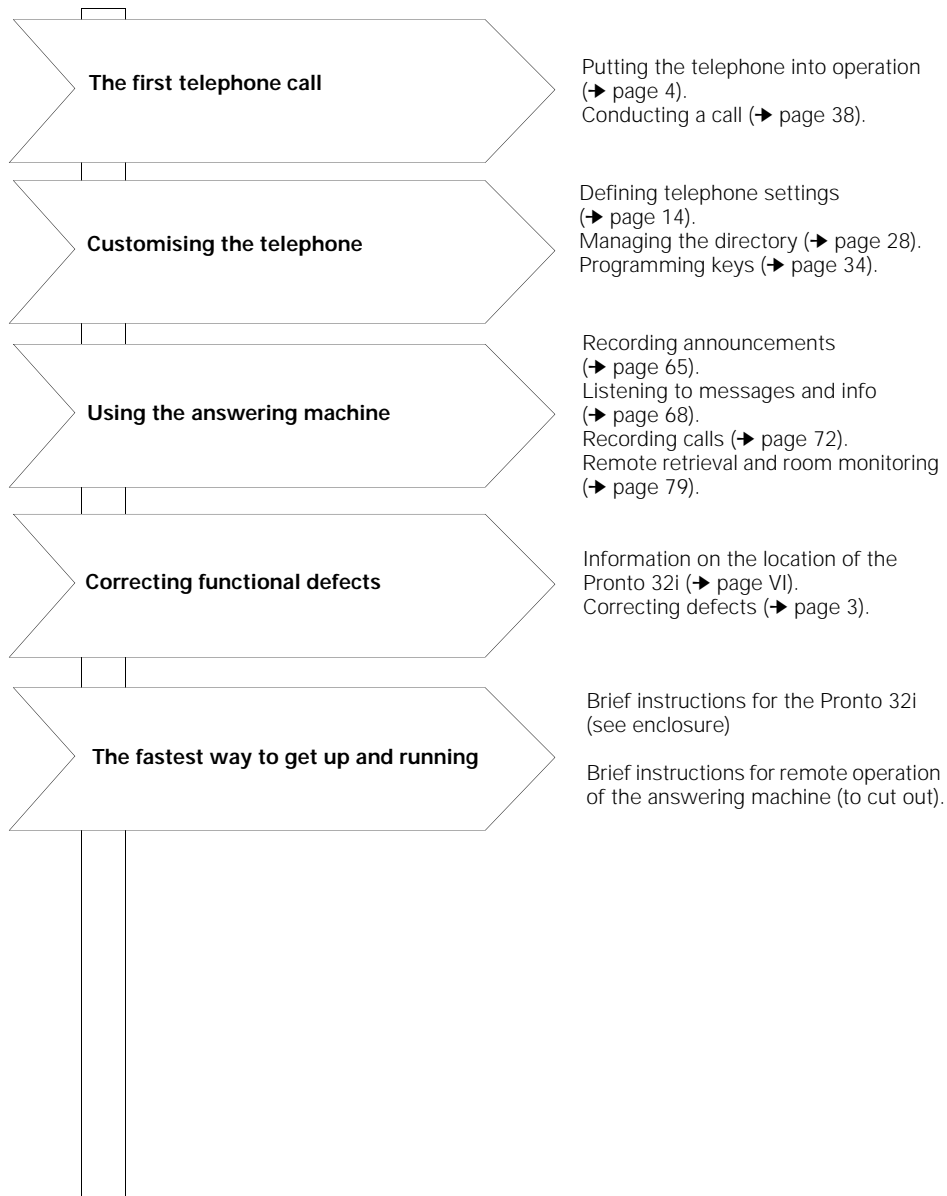 The first telephone call
Putting the telephone into operation
(➔ page 4).
Conducting a call (➔ page 38).
Customising the telephone
Defining telephone settings
(➔ page 14).
Managing the directory (➔ page 28).
Programming keys (➔ page 34).
Using the answering machine
Recording announcements
(➔ page 65).
Listening to messages and info
(➔ page 68).
Recording calls (➔ page 72).
Remote retrieval and room monitoring
(➔ page 79).
Correcting functional defects
Information on the location of the
Pronto 32i (➔ page VI).
Correcting defects (➔ page 3).
The fastest way to get up and running
Brief instructions for the Pronto 32i
(see enclosure)
Brief instructions for remote operation
of the answering machine (to cut out).